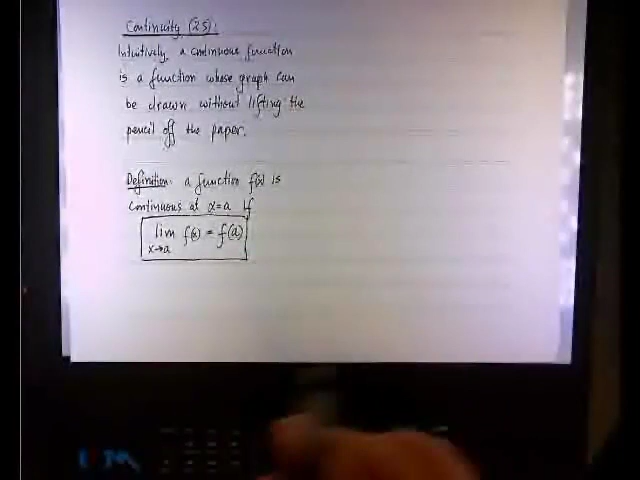 Continuity (2.5):
Intuitively, a continuous function
is a function whose graph can
be drawn without lifting the
pencil off the paper.
Definition: a function f(x) is
continuous at x=a if
lim f(x) = f(a)
x→a
IBM